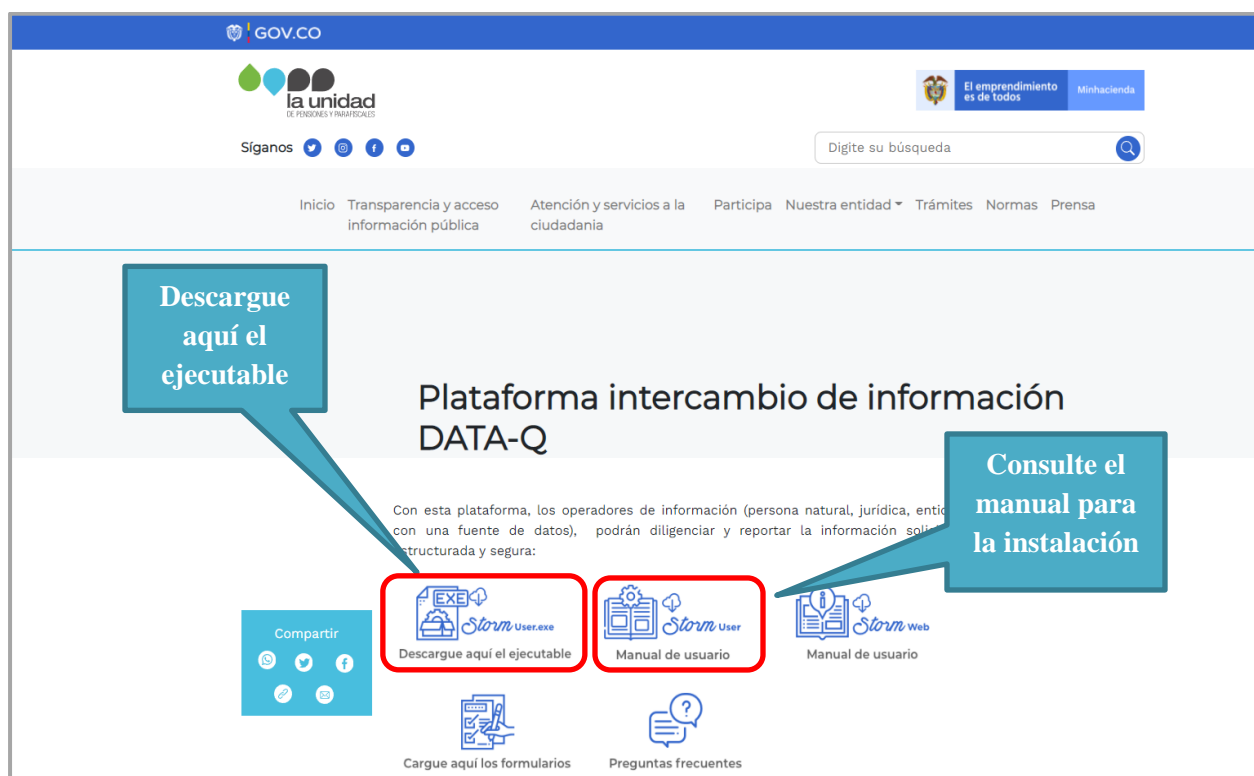 GOV.CO
la unidad
DE PENSIONES Y PARAFISCALES
El emprendimiento
es de todos
Minhacienda
Síganos
Digite su búsqueda
Inicio Transparencia y acceso información pública Atención y servicios a la ciudadania Participa Nuestra entidad Trámites Normas Prensa
Descargue
aquí el
ejecutable
Plataforma intercambio de información
DATA-Q
Consulte el
manual para
la instalación
Con esta plataforma, los operadores de información (persona natural, jurídica,
con una fuente de datos), podrán diligenciar y reportar la información
estructurada y segura:
EXE
Storm User.exe
Descargue aquí el ejecutable
Storm User
Manual de usuario
Storm Web
Manual de usuario
Compartir
Cargue aquí los formularios
Preguntas frecuentes